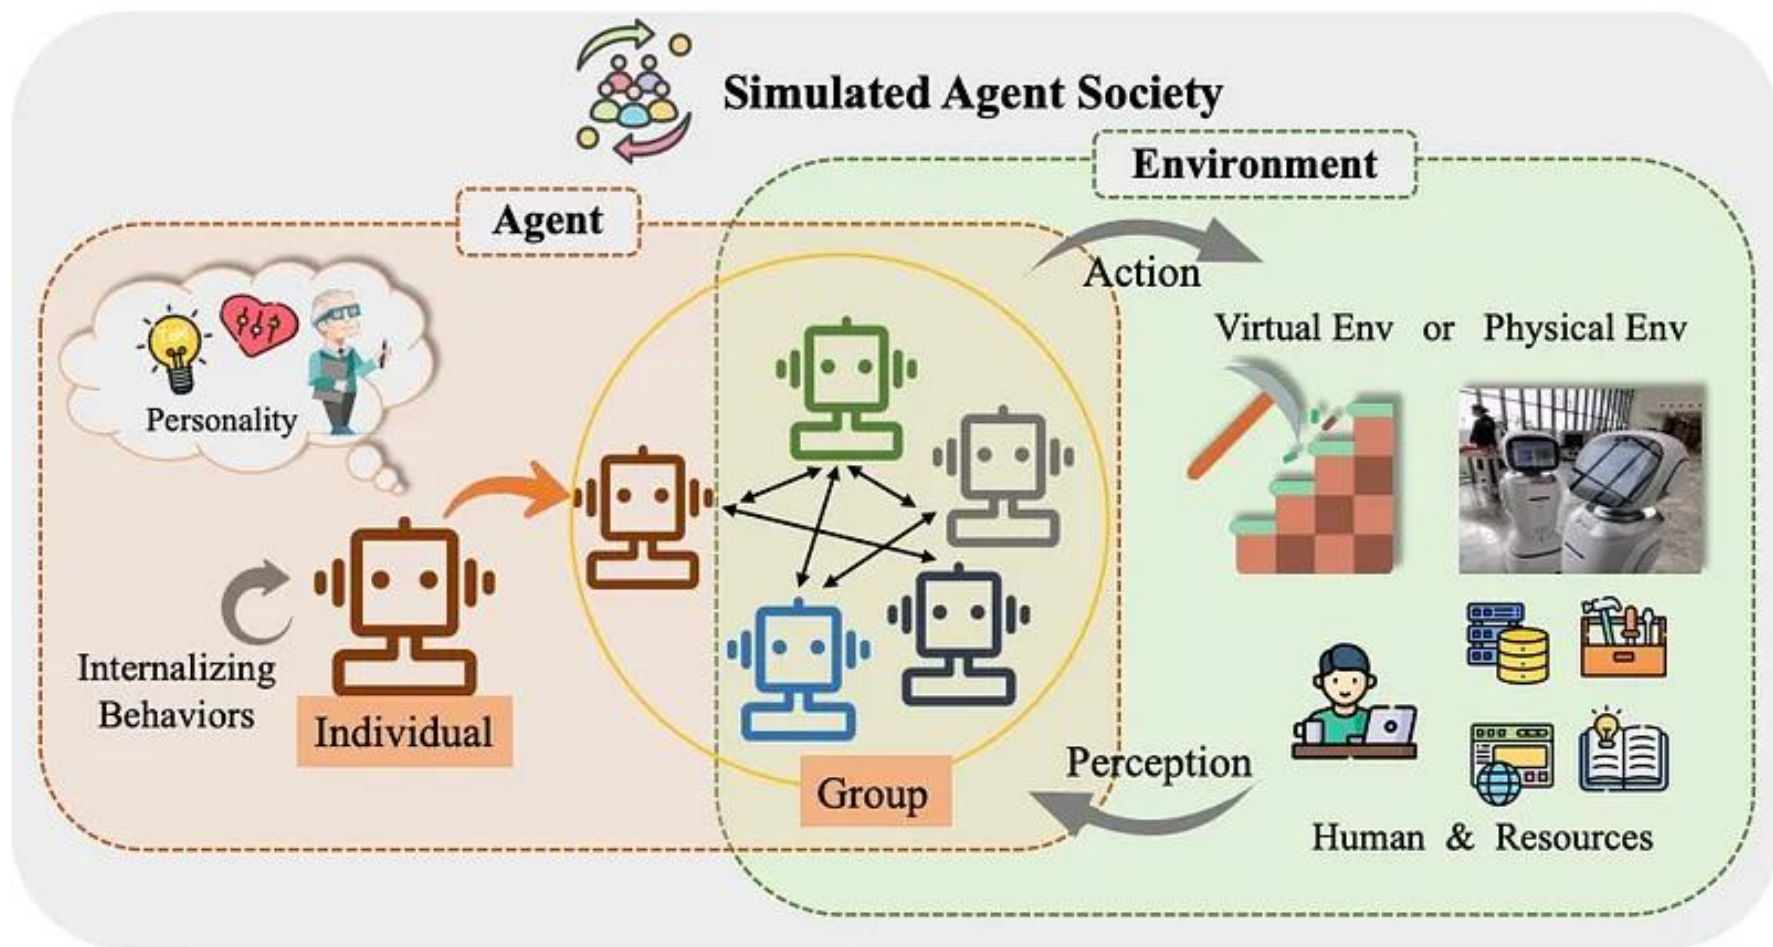 Simulated Agent Society
Environment
Agent
Action
Virtual Env or Physical Env
Personality
Internalizing
Behaviors
Individual
Group
Perception
Human & Resources